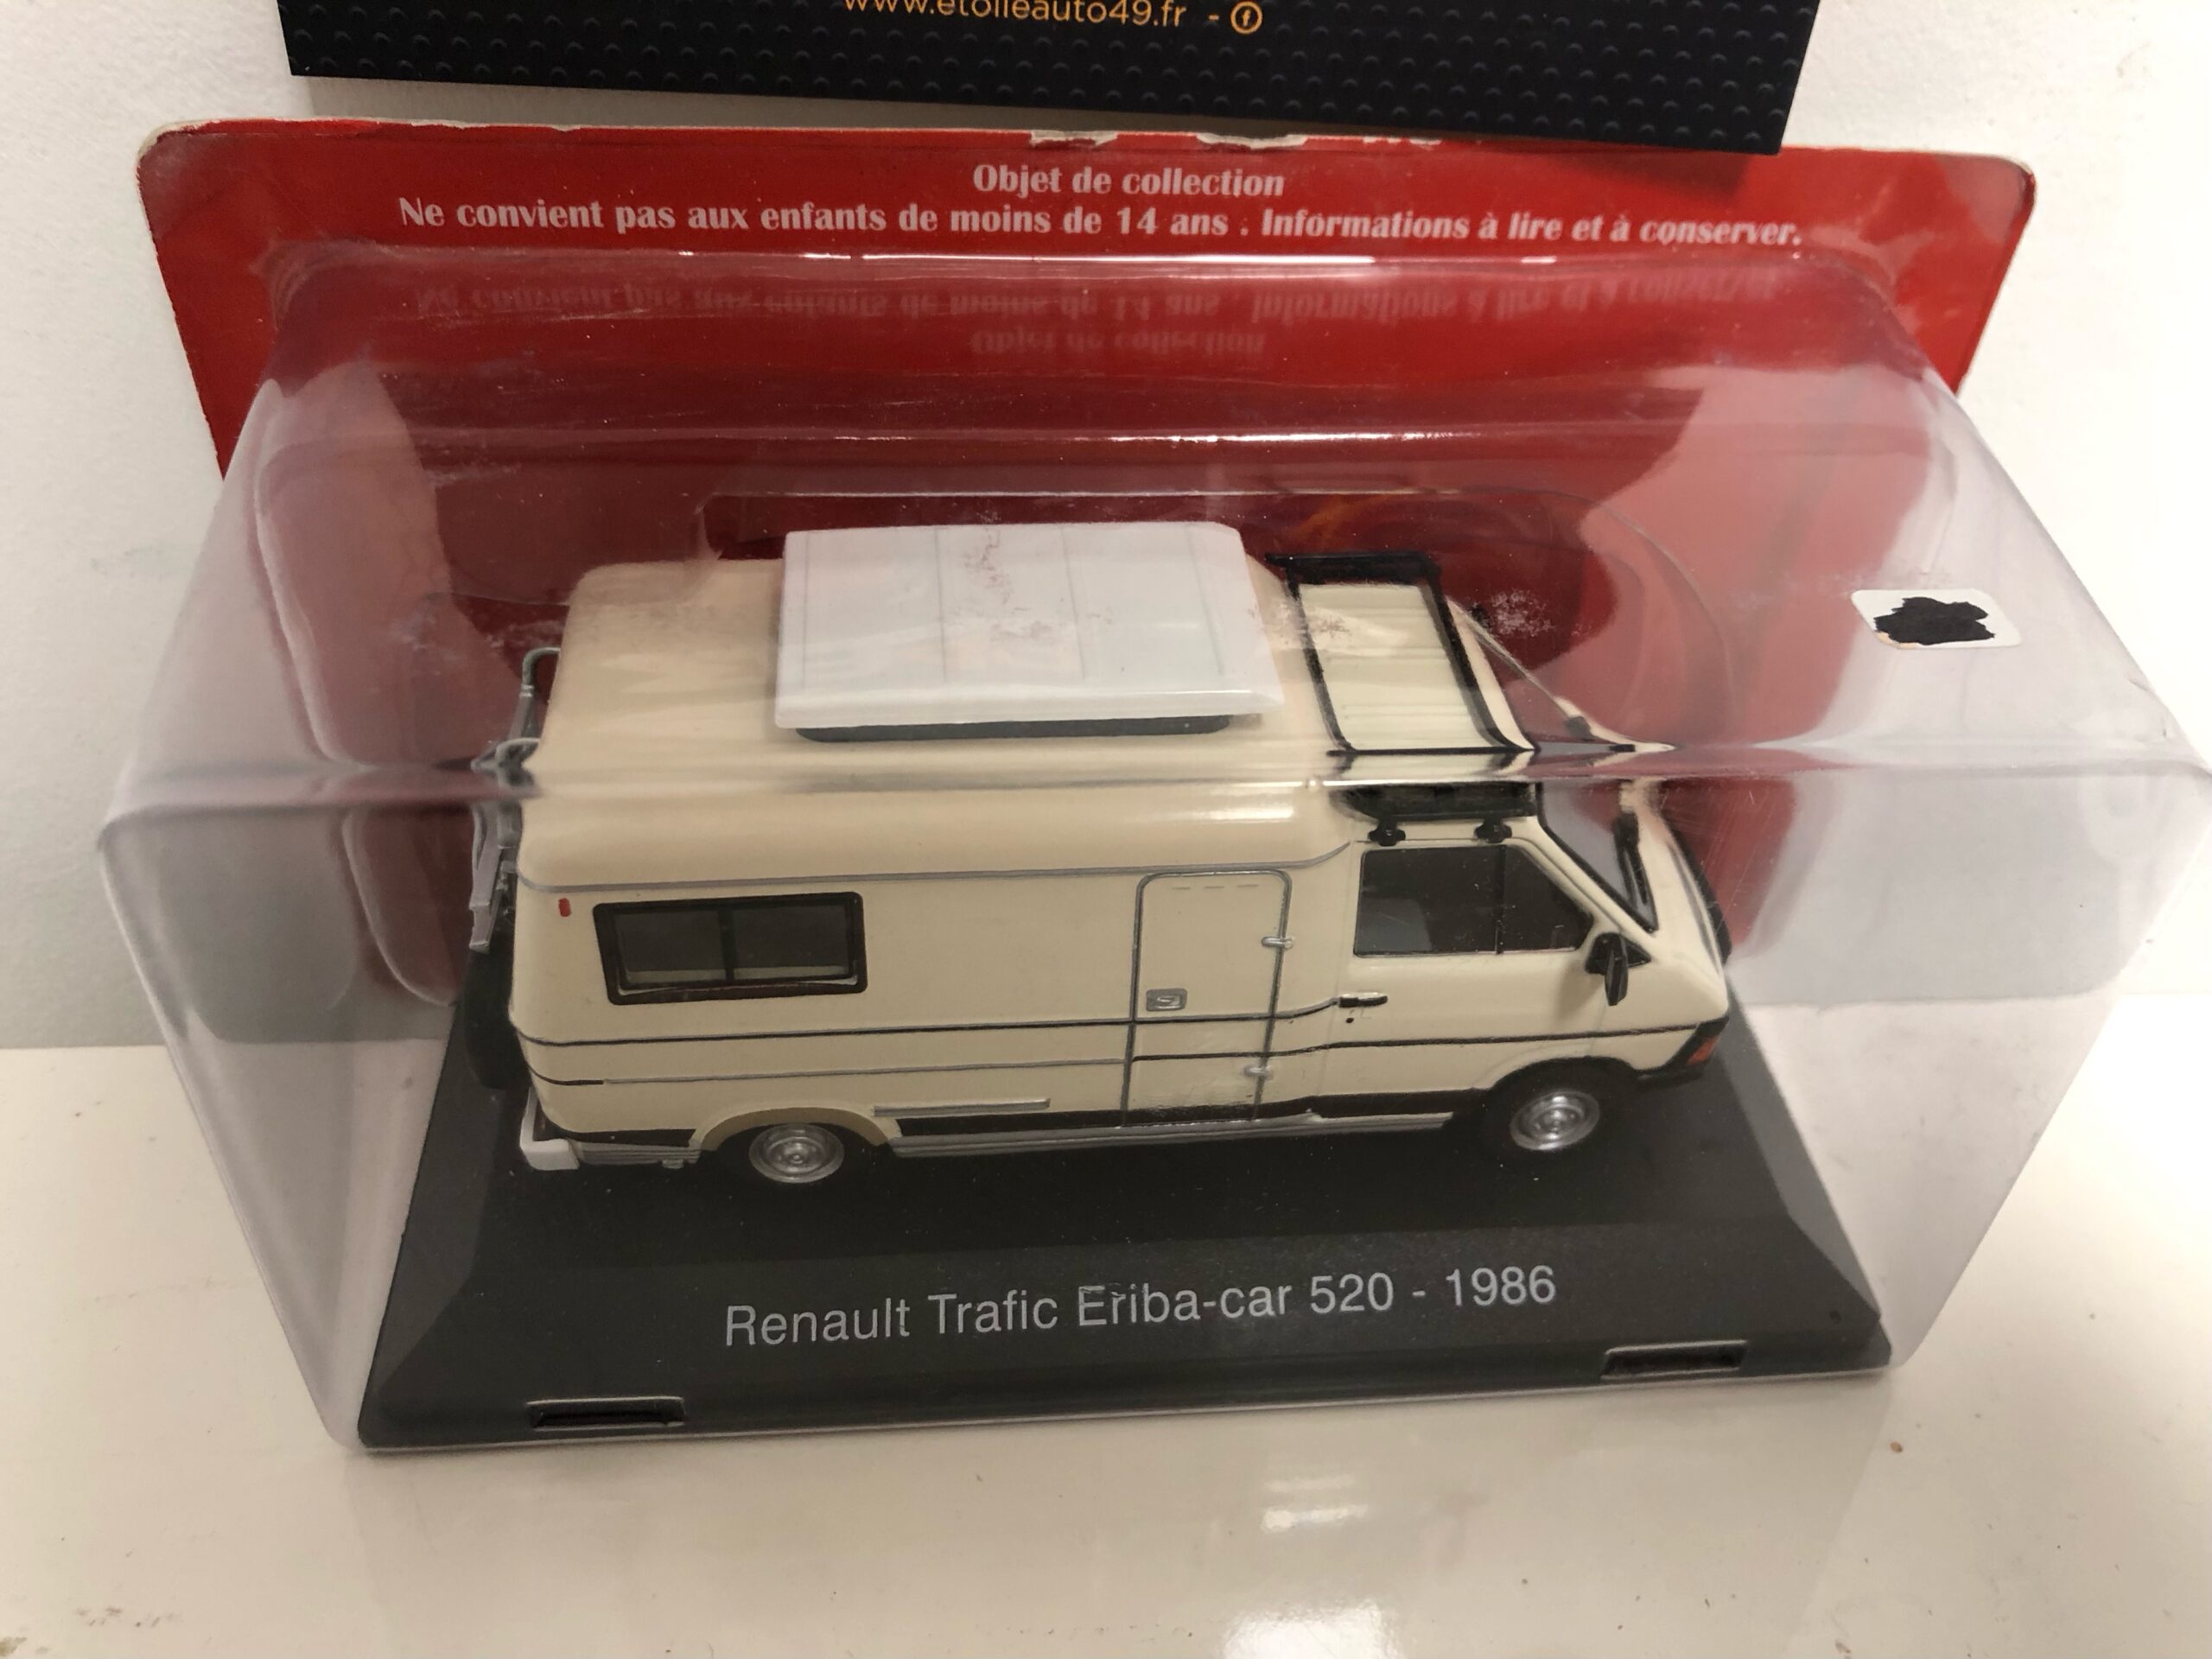 www.etoileauto49.fr -
Objet de collection
Ne convient pas aux enfants de moins de 14 ans . Informations à lire et à conserver.
Renault Trafic Eriba-car 520 - 1986